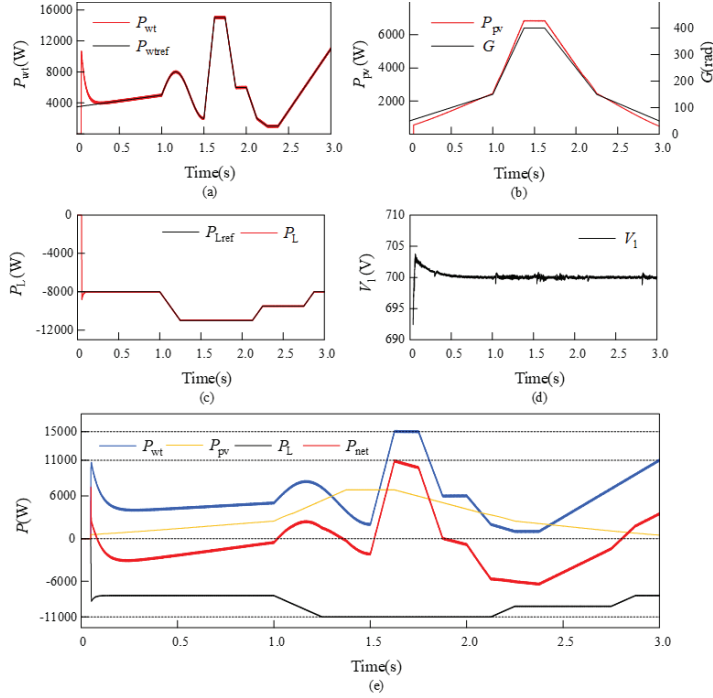 P_wt
P_wtref
P_wt(W)
16000
12000
8000
4000
0.5 1.0 1.5 2.0 2.5 3.0
Time(s)
(a)
P_pv
G
P_pv(W)
6000
4000
2000
400
300
200
100
0
G(rad)
0.5 1.0 1.5 2.0 2.5 3.0
Time(s)
(b)
0
-4000
-8000
-12000
P_L(W)
P_Lref P_L
0.5 1.0 1.5 2.0 2.5 3.0
Time(s)
(c)
710
705
700
695
690
V_1(V)
V_1
0 0.5 1.0 1.5 2.0 2.5 3.0
Time(s)
(d)
P_wt P_pv P_L P_net
15000
11000
6000
0
-6000
-11000
P(W)
0 0.5 1.0 1.5 2.0 2.5 3.0
Time(s)
(e)